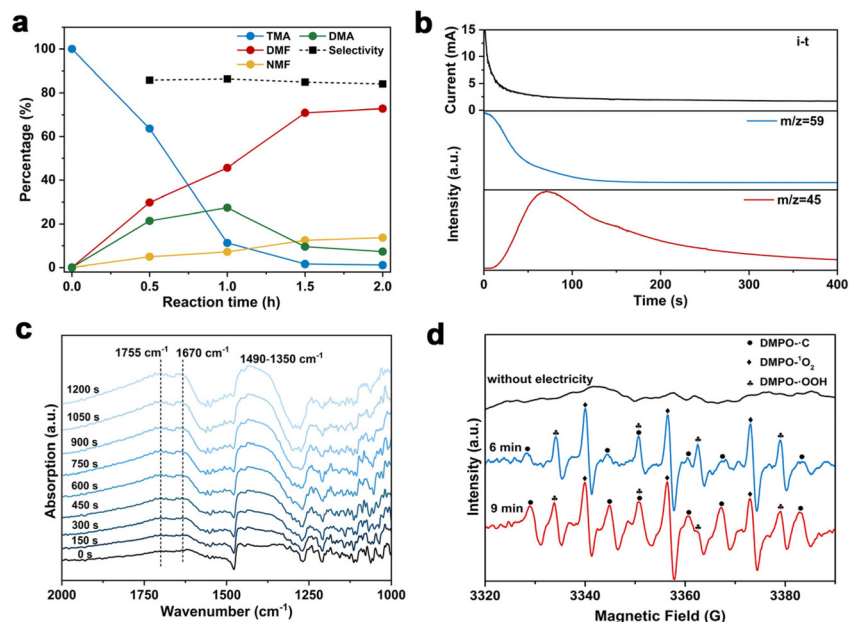 a
TMA
DMA
DMF
Selectivity
NMF
Percentage (%)
100
80
60
40
20
0
0.0 0.5 1.0 1.5 2.0
Reaction time (h)
b
i-t
Current (mA)
15
10
5
0
m/z=59
m/z=45
Intensity (a.u.)
0 100 200 300 400
Time (s)
c
1755 cm⁻¹ 1670 cm⁻¹ 1490-1350 cm⁻¹
1200 s
1050 s
900 s
750 s
600 s
450 s
300 s
150 s
0 s
Absorption (a.u.)
2000 1750 1500 1250 1000
Wavenumber (cm⁻¹)
d
DMPO-·C
DMPO-¹O₂
DMPO-·OOH
without electricity
6 min
9 min
Intensity (a.u.)
3320 3340 3360 3380
Magnetic Field (G)